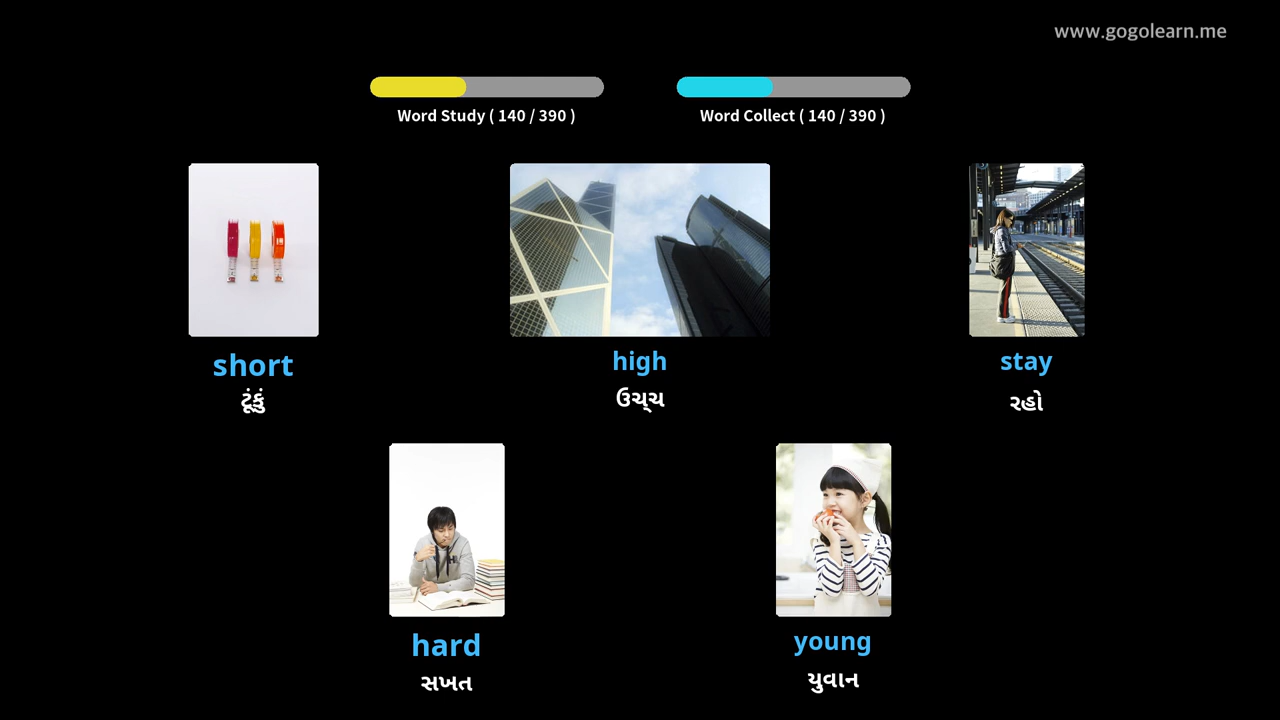 www.gogolearn.me
Word Study ( 140 / 390 )
Word Collect ( 140 / 390 )
short
ટૂંકું
high
ઉચ્ચ
stay
રહો
hard
સખત
young
યુવાન